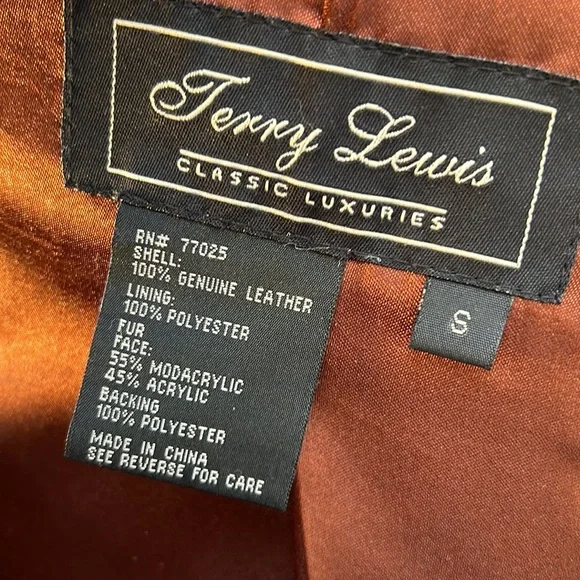 Terry Lewis
CLASSIC LUXURIES
RN# 77025
SHELL:
100% GENUINE LEATHER
LINING:
100% POLYESTER
FUR
FACE:
55% MODACRYLIC
45% ACRYLIC
BACKING
100% POLYESTER
MADE IN CHINA
SEE REVERSE FOR CARE
S